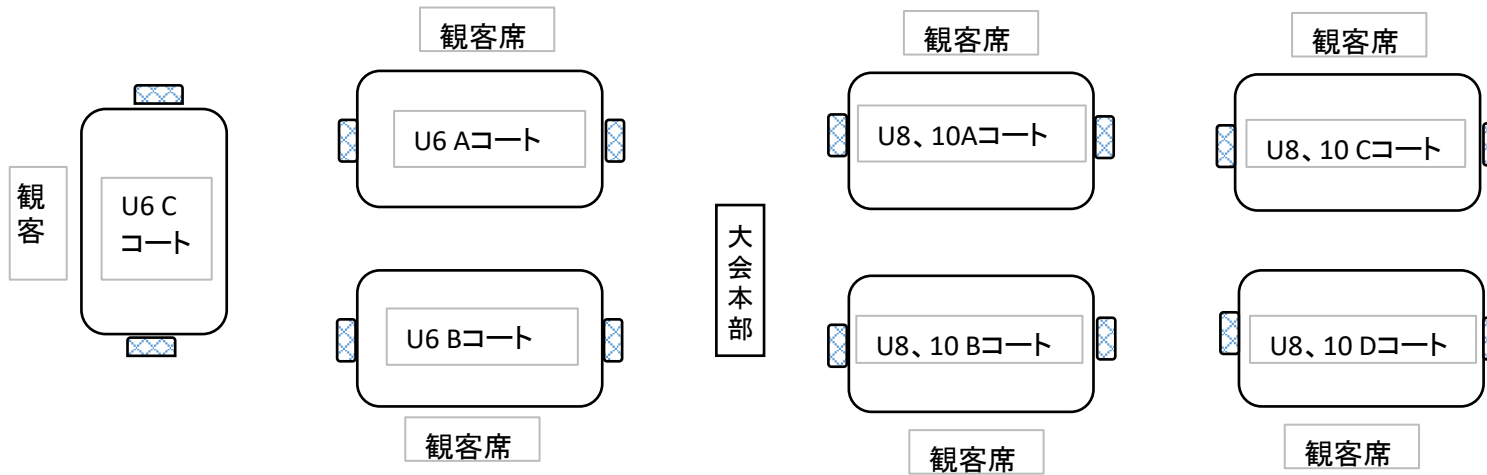 観客席
観客席
観客席
U6 Aコート
U8、10Aコート
U8、10 Cコート
観
客
U6 C
コート
大
会
本
部
U6 Bコート
U8、10 Bコート
U8、10 Dコート
観客席
観客席
観客席